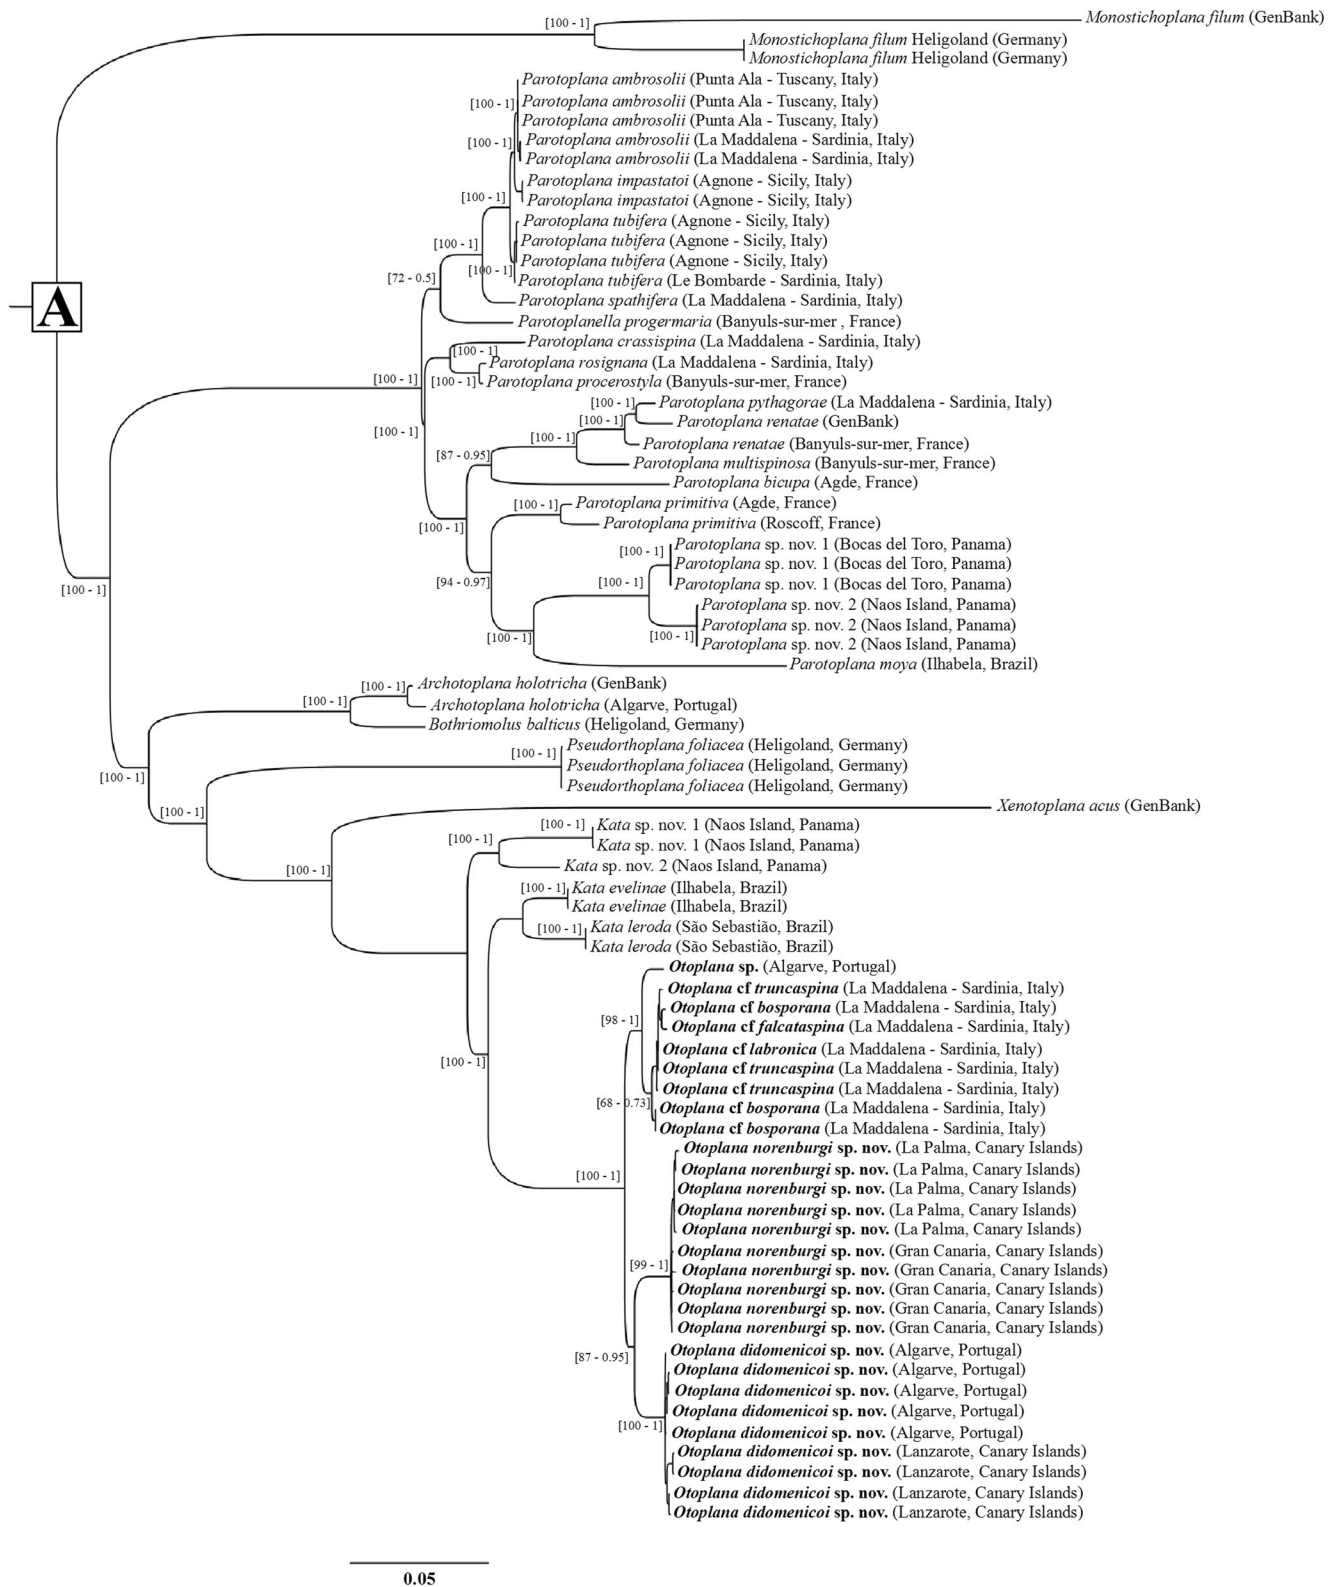 [100 - 1]
Monostichoplana filum (GenBank)
Monostichoplana filum Heligoland (Germany)
Monostichoplana filum Heligoland (Germany)
Parotoplana ambrosolii (Punta Ala - Tuscany, Italy)
[100 - 1]
Parotoplana ambrosolii (Punta Ala - Tuscany, Italy)
Parotoplana ambrosolii (Punta Ala - Tuscany, Italy)
[100 - 1]
Parotoplana ambrosolii (La Maddalena - Sardinia, Italy)
Parotoplana ambrosolii (La Maddalena - Sardinia, Italy)
Parotoplana impastatoi (Agnone - Sicily, Italy)
[100 - 1]
Parotoplana impastatoi (Agnone - Sicily, Italy)
Parotoplana tubifera (Agnone - Sicily, Italy)
[100 - 1]
Parotoplana tubifera (Agnone - Sicily, Italy)
Parotoplana tubifera (Agnone - Sicily, Italy)
[100 - 1]
[72 - 0.5]
Parotoplana tubifera (Le Bombarde - Sardinia, Italy)
Parotoplana spathifera (La Maddalena - Sardinia, Italy)
A
Parotoplanella progermaria (Banyuls-sur-mer , France)
Parotoplana crassispina (La Maddalena - Sardinia, Italy)
[100 - 1]
Parotoplana rosignana (La Maddalena - Sardinia, Italy)
[100 - 1]
[100 - 1]
Parotoplana procerostyla (Banyuls-sur-mer, France)
[100 - 1]
Parotoplana pythagorae (La Maddalena - Sardinia, Italy)
[100 - 1]
Parotoplana renatae (GenBank)
[100 - 1]
[100 - 1]
Parotoplana renatae (Banyuls-sur-mer, France)
[87 - 0.95]
Parotoplana multispinosa (Banyuls-sur-mer, France)
Parotoplana bicupa (Agde, France)
[100 - 1]
Parotoplana primitiva (Agde, France)
[100 - 1]
Parotoplana primitiva (Roscoff, France)
[100 - 1]
Parotoplana sp. nov. 1 (Bocas del Toro, Panama)
Parotoplana sp. nov. 1 (Bocas del Toro, Panama)
[94 - 0.97]
[100 - 1]
Parotoplana sp. nov. 1 (Bocas del Toro, Panama)
[100 - 1]
Parotoplana sp. nov. 2 (Naos Island, Panama)
Parotoplana sp. nov. 2 (Naos Island, Panama)
[100 - 1]
[100 - 1]
Parotoplana sp. nov. 2 (Naos Island, Panama)
Parotoplana moya (Ilhabela, Brazil)
[100 - 1]
Archotoplana holotricha (GenBank)
[100 - 1]
Archotoplana holotricha (Algarve, Portugal)
Bothriomolus balticus (Heligoland, Germany)
[100 - 1]
Pseudorthoplana foliacea (Heligoland, Germany)
Pseudorthoplana foliacea (Heligoland, Germany)
[100 - 1]
Pseudorthoplana foliacea (Heligoland, Germany)
Xenotoplana acus (GenBank)
[100 - 1]
[100 - 1]
Kata sp. nov. 1 (Naos Island, Panama)
[100 - 1]
Kata sp. nov. 1 (Naos Island, Panama)
[100 - 1]
Kata sp. nov. 2 (Naos Island, Panama)
[100 - 1]
Kata evelinae (Ilhabela, Brazil)
Kata evelinae (Ilhabela, Brazil)
[100 - 1]
Kata leroda (São Sebastião, Brazil)
Kata leroda (São Sebastião, Brazil)
Otoplana sp. (Algarve, Portugal)
Otoplana cf truncaspina (La Maddalena - Sardinia, Italy)
Otoplana cf bosporana (La Maddalena - Sardinia, Italy)
[98 - 1]
Otoplana cf falcataspina (La Maddalena - Sardinia, Italy)
Otoplana cf labronica (La Maddalena - Sardinia, Italy)
[100 - 1]
Otoplana cf truncaspina (La Maddalena - Sardinia, Italy)
Otoplana cf truncaspina (La Maddalena - Sardinia, Italy)
[68 - 0.73]
Otoplana cf bosporana (La Maddalena - Sardinia, Italy)
Otoplana cf bosporana (La Maddalena - Sardinia, Italy)
Otoplana norenburgi sp. nov. (La Palma, Canary Islands)
[100 - 1]
Otoplana norenburgi sp. nov. (La Palma, Canary Islands)
Otoplana norenburgi sp. nov. (La Palma, Canary Islands)
Otoplana norenburgi sp. nov. (La Palma, Canary Islands)
Otoplana norenburgi sp. nov. (La Palma, Canary Islands)
Otoplana norenburgi sp. nov. (Gran Canaria, Canary Islands)
[99 - 1]
Otoplana norenburgi sp. nov. (Gran Canaria, Canary Islands)
Otoplana norenburgi sp. nov. (Gran Canaria, Canary Islands)
Otoplana norenburgi sp. nov. (Gran Canaria, Canary Islands)
Otoplana norenburgi sp. nov. (Gran Canaria, Canary Islands)
[87 - 0.95]
Otoplana didomenicoi sp. nov. (Algarve, Portugal)
Otoplana didomenicoi sp. nov. (Algarve, Portugal)
Otoplana didomenicoi sp. nov. (Algarve, Portugal)
Otoplana didomenicoi sp. nov. (Algarve, Portugal)
[100 - 1]
Otoplana didomenicoi sp. nov. (Algarve, Portugal)
Otoplana didomenicoi sp. nov. (Lanzarote, Canary Islands)
Otoplana didomenicoi sp. nov. (Lanzarote, Canary Islands)
Otoplana didomenicoi sp. nov. (Lanzarote, Canary Islands)
Otoplana didomenicoi sp. nov. (Lanzarote, Canary Islands)
0.05